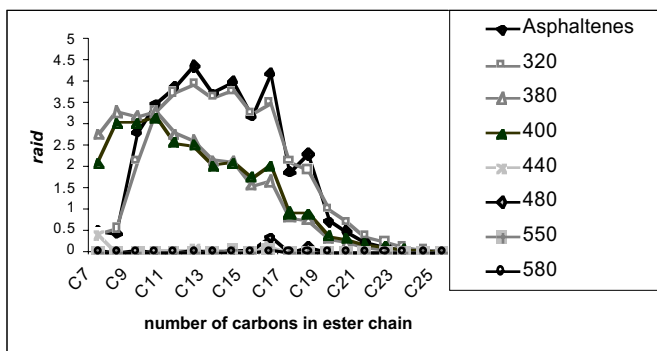 5
4.5
4
3.5
3
2.5
2
1.5
1
0.5
0
raid
C7
C9
C11
C13
C15
C17
C19
C21
C23
C25
number of carbons in ester chain
Asphaltenes
320
380
400
440
480
550
580